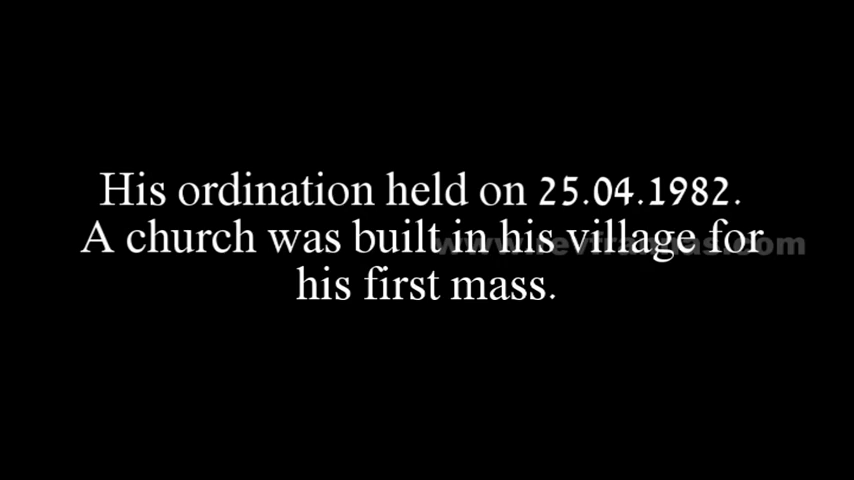 His ordination held on 25.04.1982.
A church was built in his village for
his first mass.